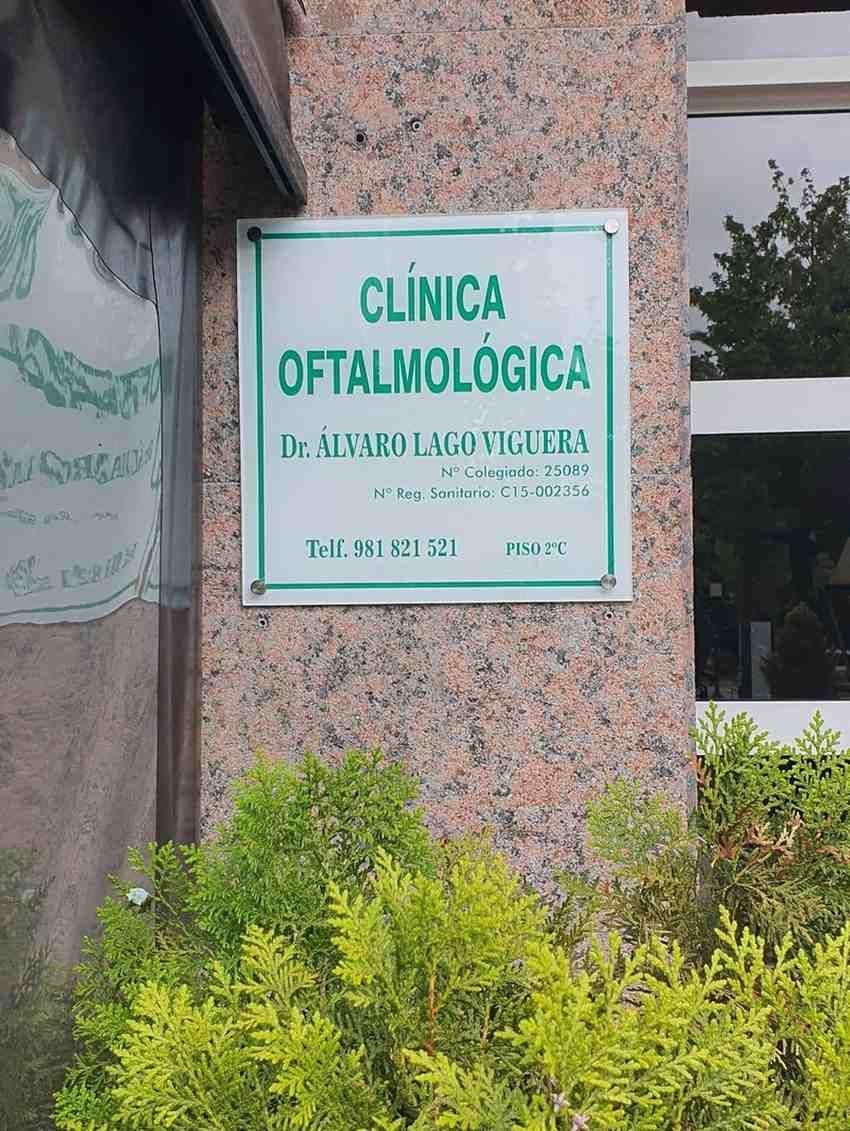 CLÍNICA
OFTALMOLÓGICA
Dr. ÁLVARO LAGO VIGUERA
Nº Colegiado: 25089
Nº Reg. Sanitario: C15-002356
Telf. 981 821 521 PISO 2ºC